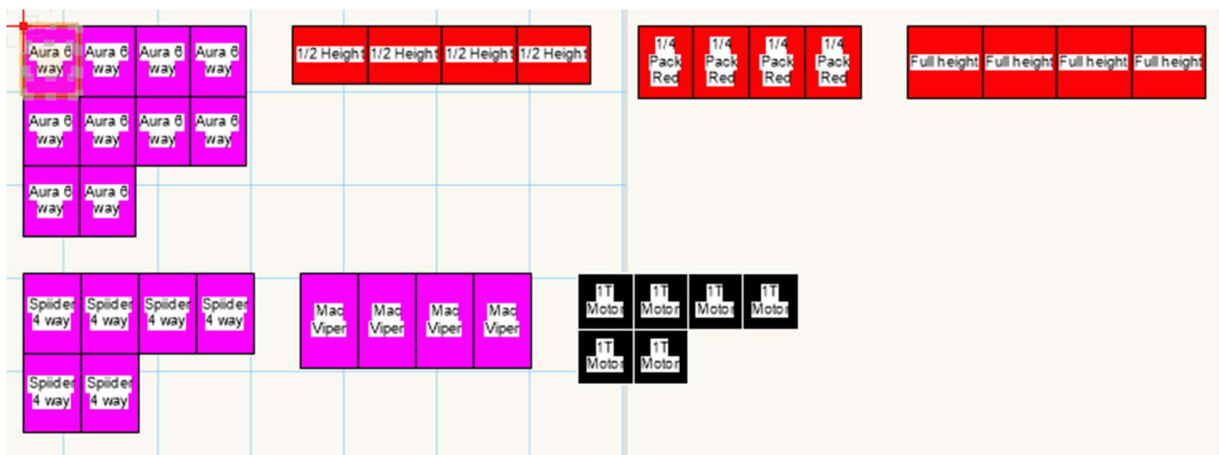 Aura 6 way
Aura 6 way
Aura 6 way
Aura 6 way
Aura 6 way
Aura 6 way
Aura 6 way
Aura 6 way
Aura 6 way
Aura 6 way
1/2 Height
1/2 Height
1/2 Height
1/2 Height
1/4 Pack Red
1/4 Pack Red
1/4 Pack Red
1/4 Pack Red
Full height
Full height
Full height
Full height
Spiider 4 way
Spiider 4 way
Spiider 4 way
Spiider 4 way
Spiider 4 way
Spiider 4 way
Mac Viper
Mac Viper
Mac Viper
Mac Viper
1T Motor
1T Motor
1T Motor
1T Motor
1T Motor
1T Motor